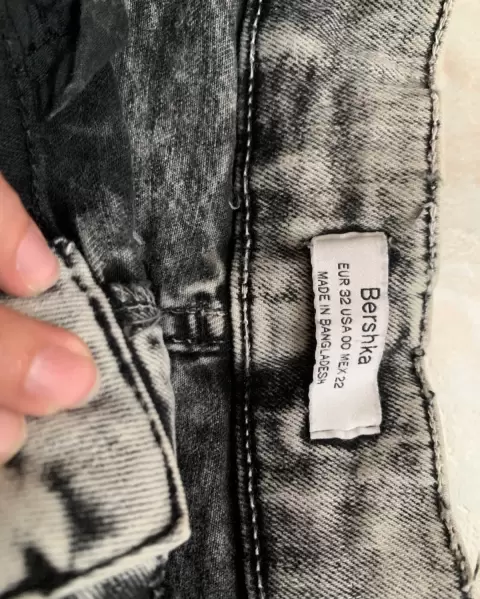 Bershka
EUR 32 USA 00 MEX 22
MADE IN BANGLADESH